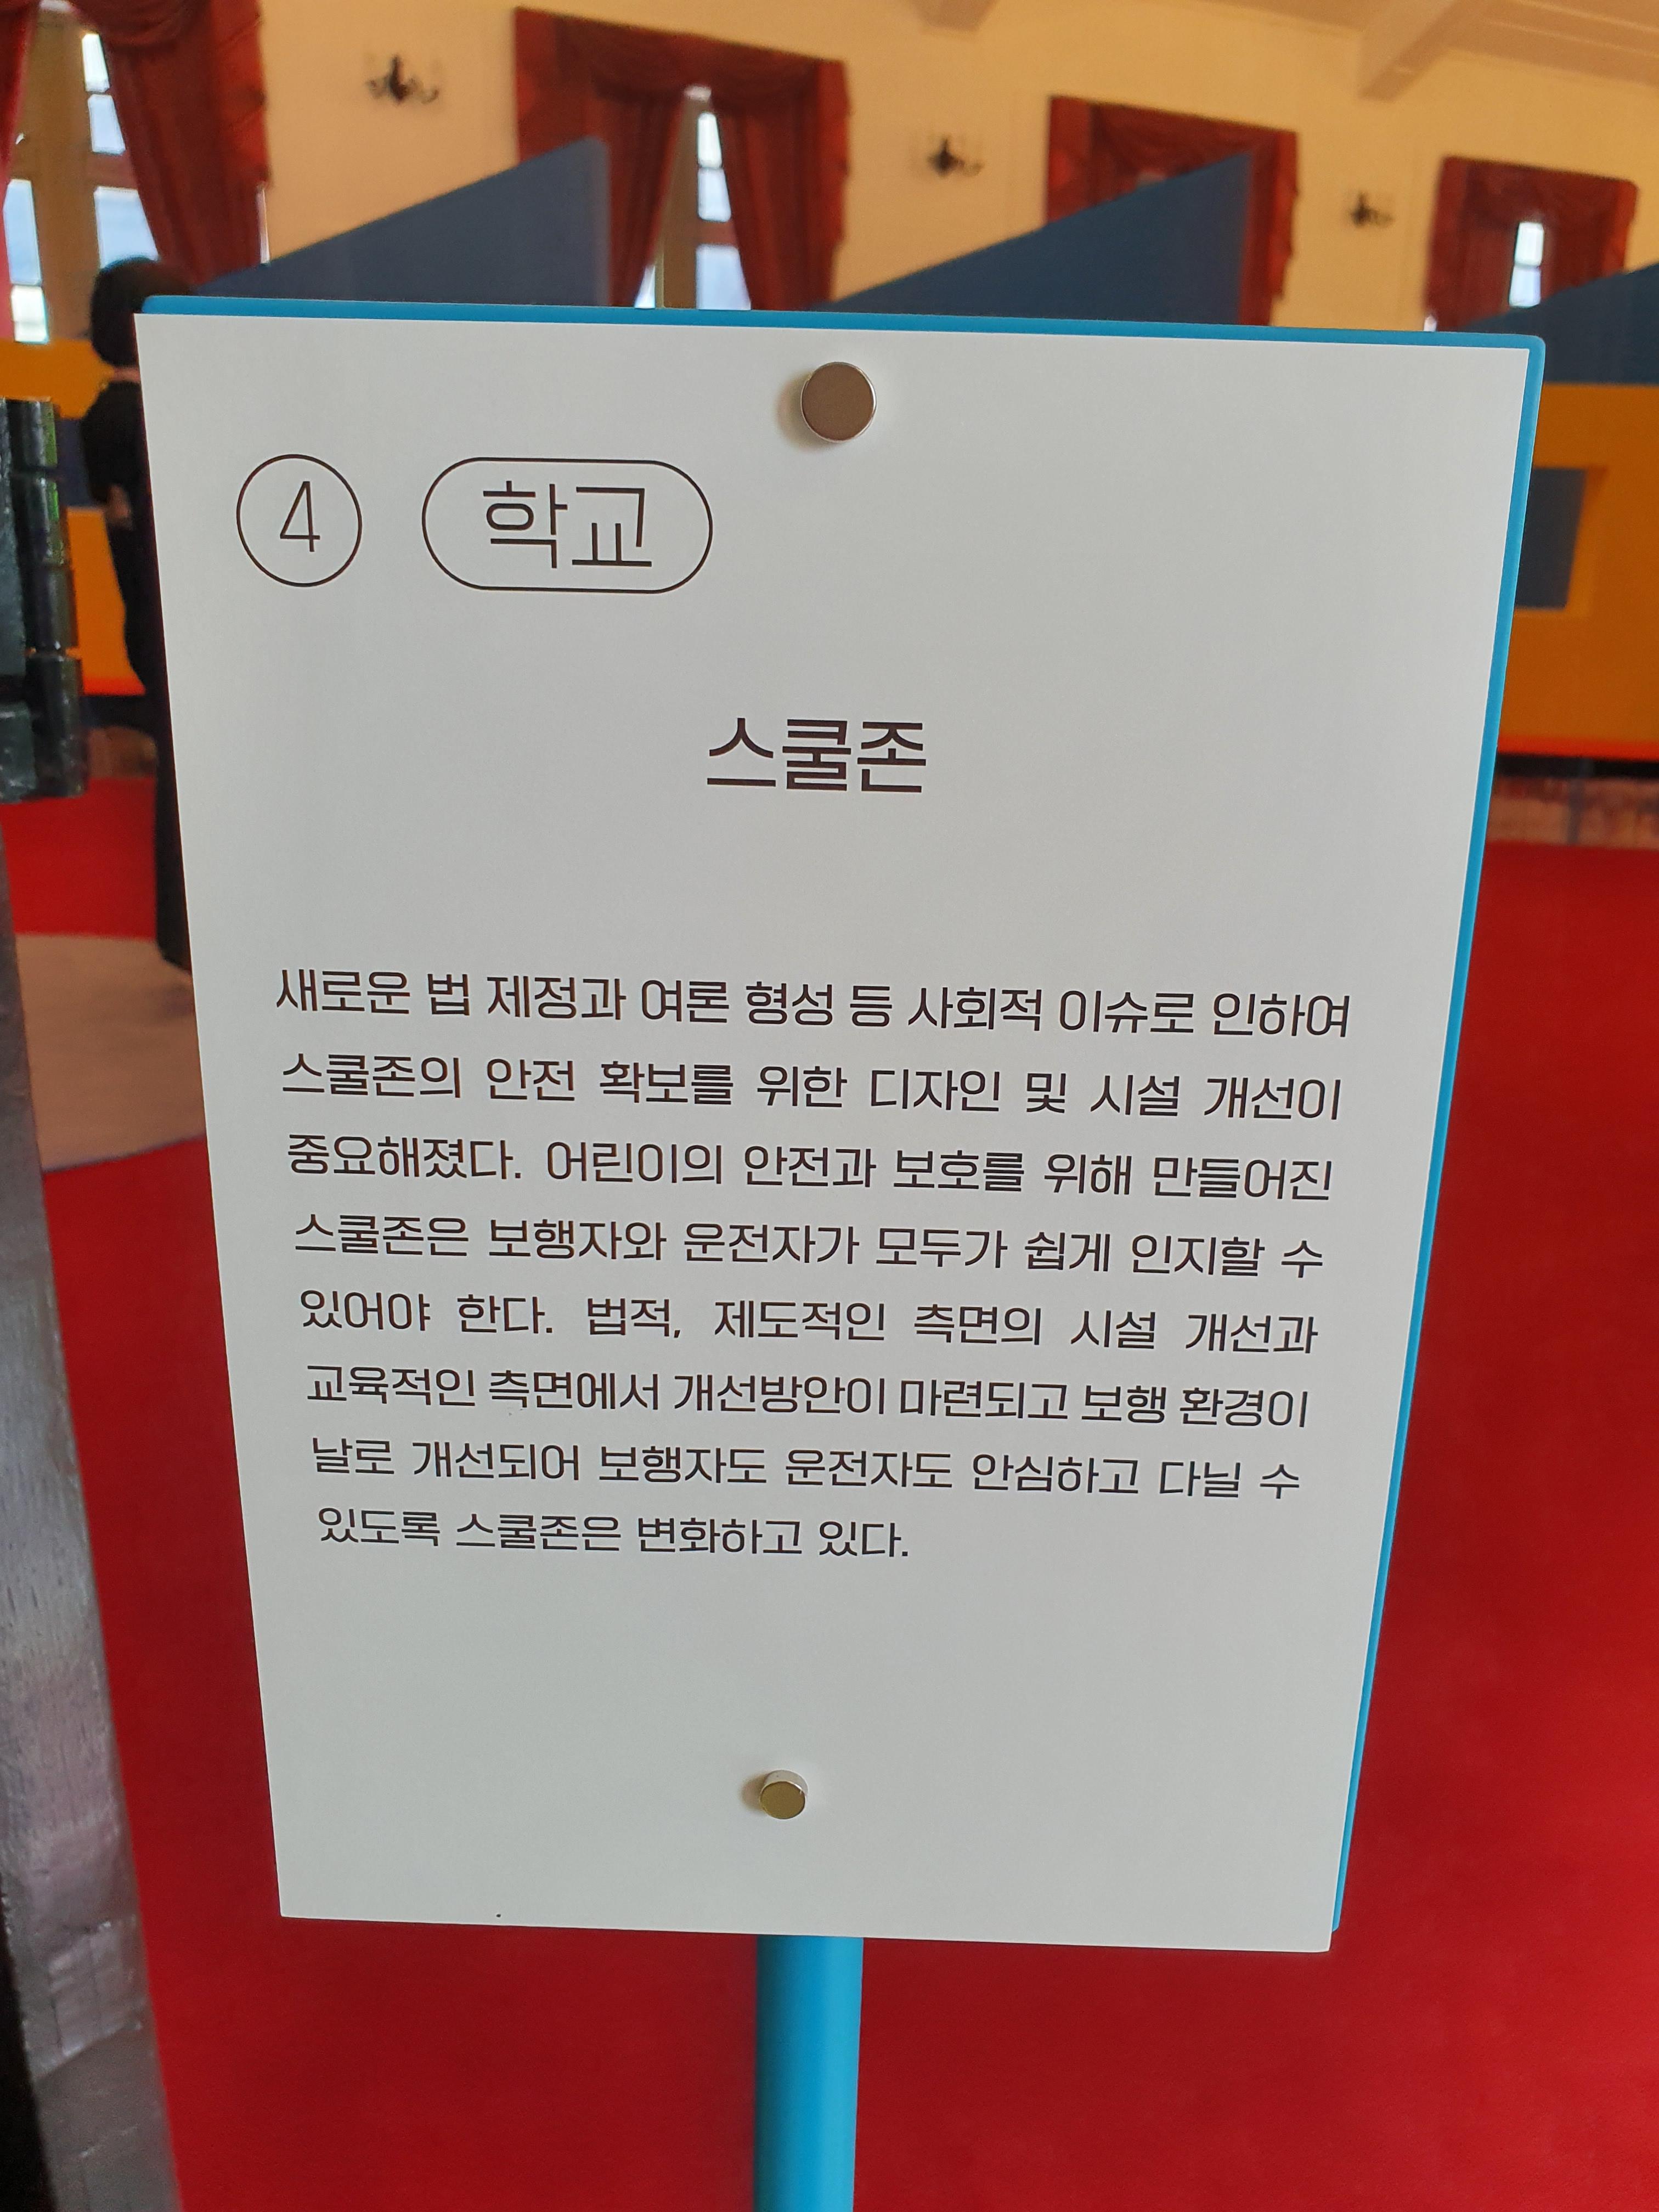 ④ 학교
스쿨존
새로운 법 제정과 여론 형성 등 사회적 이슈로 인하여
스쿨존의 안전 확보를 위한 디자인 및 시설 개선이
중요해졌다. 어린이의 안전과 보호를 위해 만들어진
스쿨존은 보행자와 운전자가 모두가 쉽게 인지할 수
있어야 한다. 법적, 제도적인 측면의 시설 개선과
교육적인 측면에서 개선방안이 마련되고 보행 환경이
날로 개선되어 보행자도 운전자도 안심하고 다닐 수
있도록 스쿨존은 변화하고 있다.